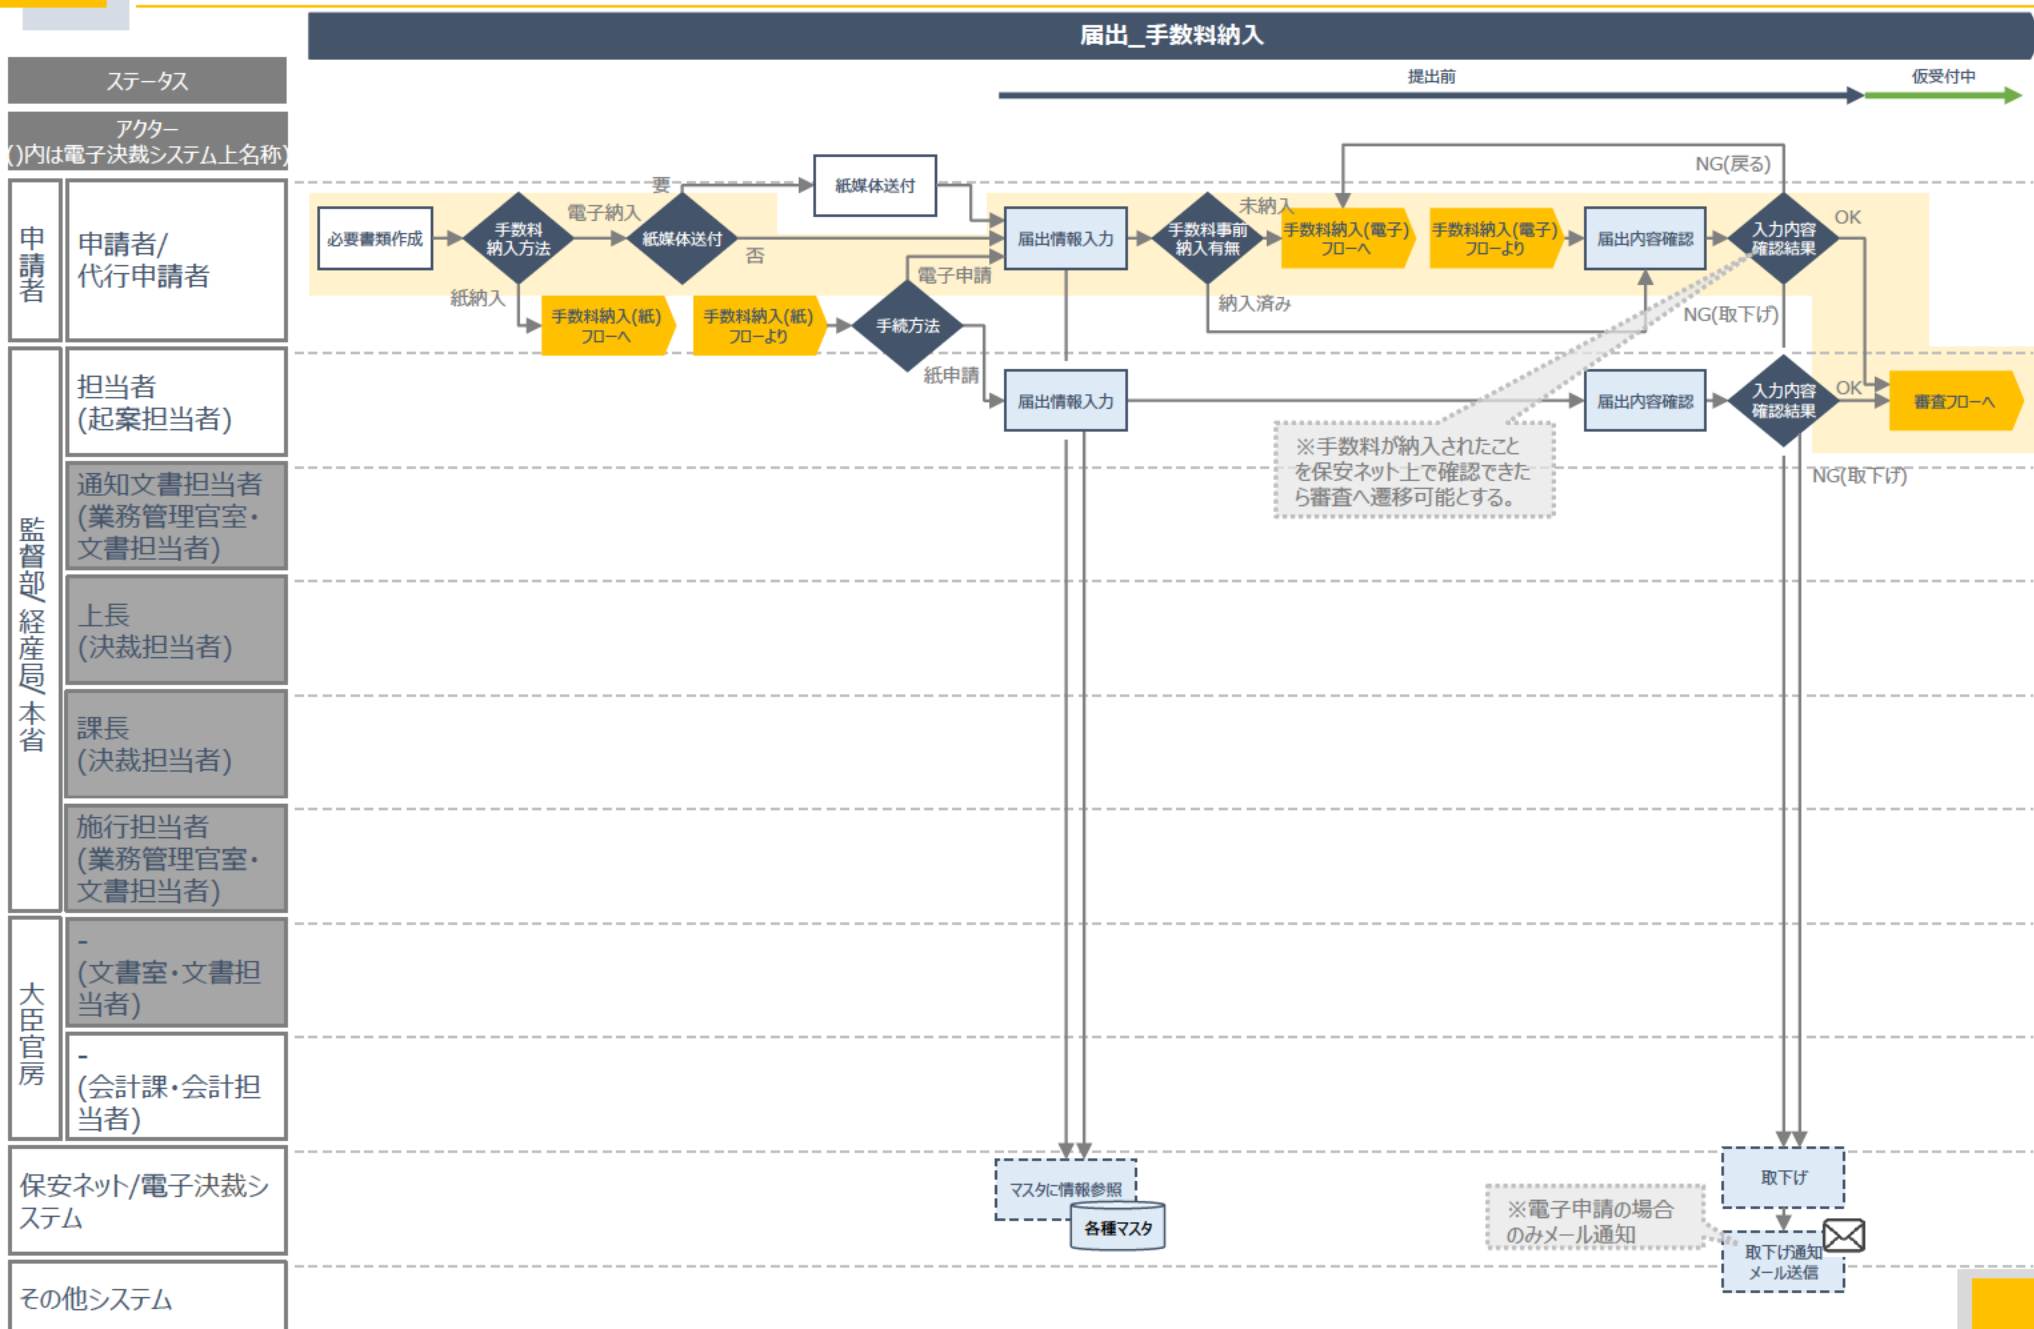 届出_手数料納入
ステータス
提出前
仮受付中
アクター
()内は電子決裁システム上名称)
申請者
申請者/
代行申請者
必要書類作成
手数料
納入方法
電子納入
紙納入
紙媒体送付
要
否
紙媒体送付
手数料納入(紙)
フローへ
手数料納入(紙)
フローより
手続方法
電子申請
紙申請
届出情報入力
手数料事前
納入有無
未納入
納入済み
手数料納入(電子)
フローへ
手数料納入(電子)
フローより
届出内容確認
入力内容
確認結果
NG(戻る)
OK
NG(取下げ)
監督部/経産局/本省
担当者
(起案担当者)
届出情報入力
届出内容確認
入力内容
確認結果
OK
NG(取下げ)
審査フローへ
※手数料が納入されたこと
を保安ネット上で確認できた
ら審査へ遷移可能とする。
通知文書担当者
(業務管理官室・
文書担当者)
上長
(決裁担当者)
課長
(決裁担当者)
施行担当者
(業務管理官室・
文書担当者)
大臣官房
-
(文書室・文書担
当者)
-
(会計課・会計担
当者)
保安ネット/電子決裁シ
ステム
マスタに情報参照
各種マスタ
取下げ
※電子申請の場合
のみメール通知
取下げ通知
メール送信
その他システム